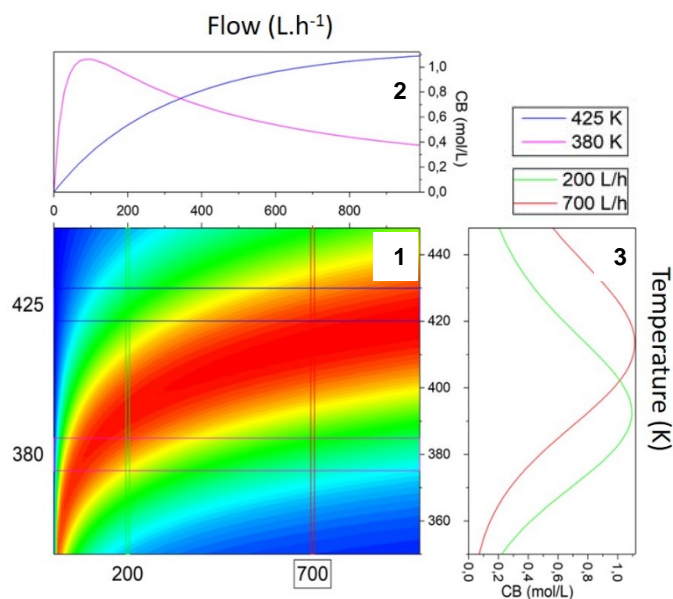 Flow (L.h-1)
2
1,0
0,8
0,6
0,4
0,2
0,0
CB (mol/L)
0 200 400 600 800
425 K
380 K
200 L/h
700 L/h
1
425
380
200 700
440
420
400
380
360
3
Temperature (K)
0,0 0,2 0,4 0,6 0,8 1,0
CB (mol/L)